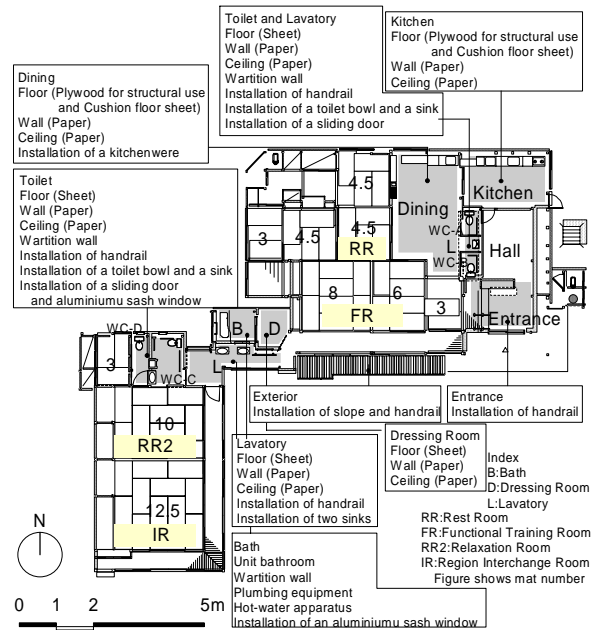 Toilet and Lavatory
Floor (Sheet)
Wall (Paper)
Ceiling (Paper)
Wartition wall
Installation of handrail
Installation of a toilet bowl and a sink
Installation of a sliding door
Kitchen
Floor (Plywood for structural use
and Cushion floor sheet)
Wall (Paper)
Ceiling (Paper)
Dining
Floor (Plywood for structural use
and Cushion floor sheet)
Wall (Paper)
Ceiling (Paper)
Installation of a kitchenwere
Toilet
Floor (Sheet)
Wall (Paper)
Ceiling (Paper)
Wartition wall
Installation of handrail
Installation of a toilet bowl and a sink
Installation of a sliding door
and aluminiumu sash window
4.5
Kitchen
Dining
WC-A
3
4.5
4.5
RR
L
Hall
WC-B
8
6
FR
3
Entrance
WC-D
B
D
3
L
WC-C
10
RR2
12.5
IR
Exterior
Installation of slope and handrail
Entrance
Installation of handrail
Lavatory
Floor (Sheet)
Wall (Paper)
Ceiling (Paper)
Installation of handrail
Installation of two sinks
Dressing Room
Floor (Sheet)
Wall (Paper)
Ceiling (Paper)
Index
B:Bath
D:Dressing Room
L:Lavatory
RR:Rest Room
FR:Functional Training Room
RR2:Relaxation Room
IR:Region Interchange Room
Figure shows mat number
Bath
Unit bathroom
Wartition wall
Plumbing equipment
Hot-water apparatus
Installation of an aluminiumu sash window
N
0 1 2 5m